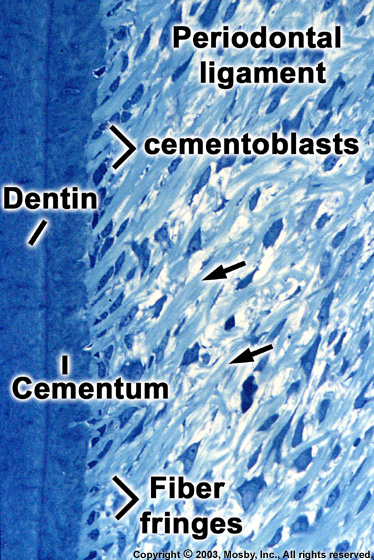 Periodontal
ligament
cementoblasts
Dentin
Cementum
Fiber
fringes
Copyright © 2003, Mosby, Inc., All rights reserved